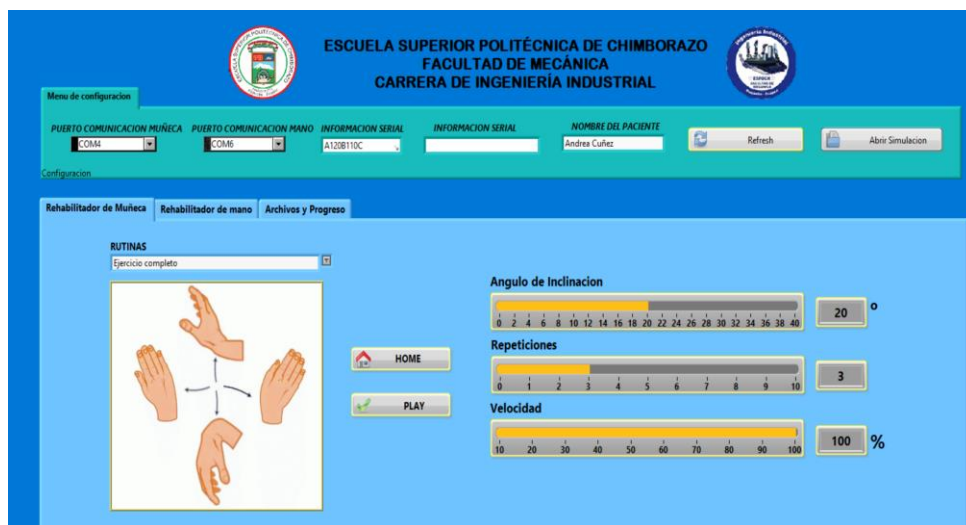 ESCUELA SUPERIOR POLITÉCNICA DE CHIMBORAZO
FACULTAD DE MECÁNICA
CARRERA DE INGENIERÍA INDUSTRIAL
Menu de configuracion
PUERTO COMUNICACION MUÑECA PUERTO COMUNICACION MANO INFORMACION SERIAL INFORMACION SERIAL NOMBRE DEL PACIENTE
COM4 COM6 A120B110C Andrea Cuñez Refresh Abrir Simulacion
Configuracion
Rehabilitador de Muñeca Rehabilitador de mano Archivos y Progreso
RUTINAS
Ejercicio completo
HOME
PLAY
Angulo de Inclinacion
0 2 4 6 8 10 12 14 16 18 20 22 24 26 28 30 32 34 36 38 40
20 °
Repeticiones
0 1 2 3 4 5 6 7 8 9 10
3
Velocidad
10 20 30 40 50 60 70 80 90 100
100 %